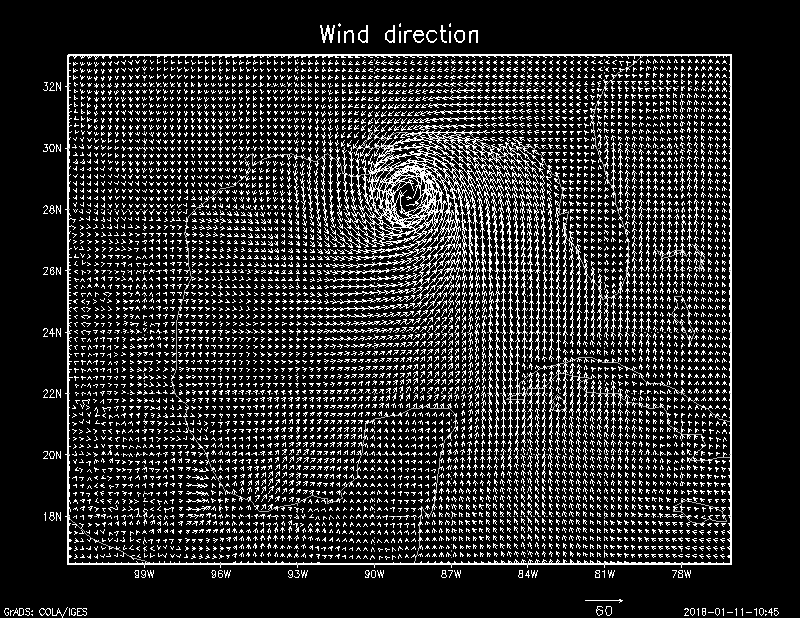 Wind direction
32N
30N
28N
26N
24N
22N
20N
18N
99W 96W 93W 90W 87W 84W 81W 78W
60
GrADS: COLA/IGES 2018-01-11-10:45